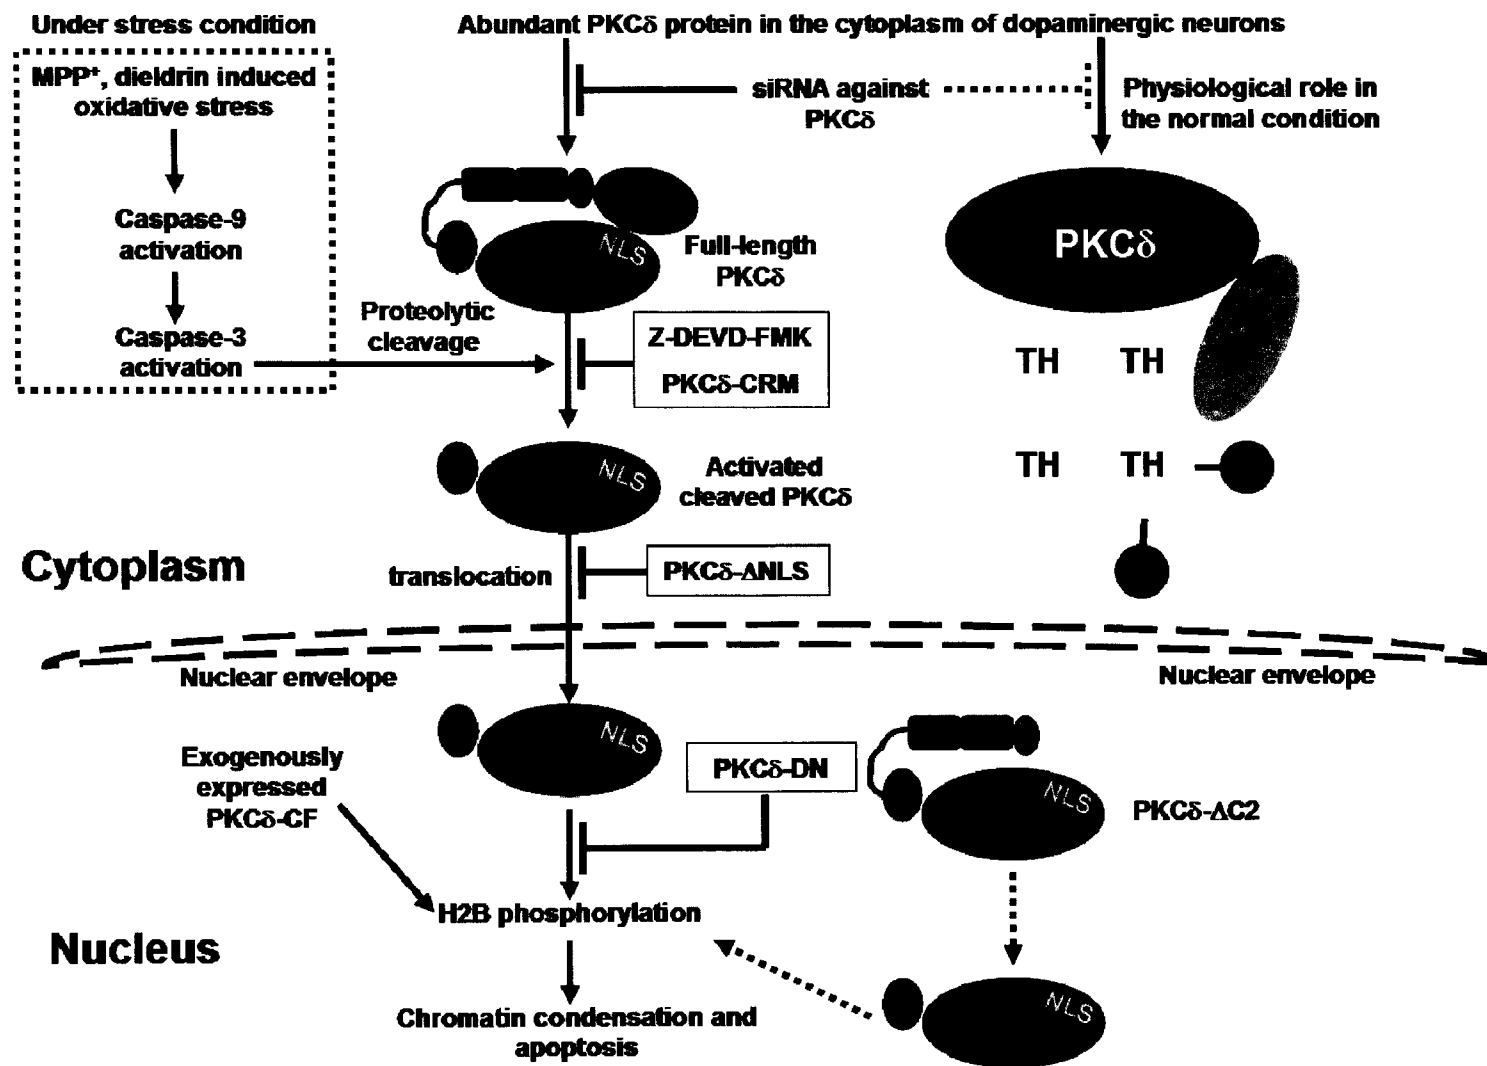 Under stress condition
Abundant PKCδ protein in the cytoplasm of dopaminergic neurons
MPP⁺, dieldrin induced
oxidative stress
siRNA against
PKCδ
Physiological role in
the normal condition
Caspase-9
activation
NLS
Full-length
PKCδ
PKCδ
Caspase-3
activation
Proteolytic
cleavage
Z-DEVD-FMK
PKCδ-CRM
TH TH
NLS
Activated
cleaved PKCδ
TH TH
Cytoplasm
translocation
PKCδ-ΔNLS
Nuclear envelope
Nuclear envelope
NLS
Exogenously
expressed
PKCδ-CF
PKCδ-DN
NLS
PKCδ-ΔC2
H2B phosphorylation
Nucleus
Chromatin condensation and
apoptosis
NLS